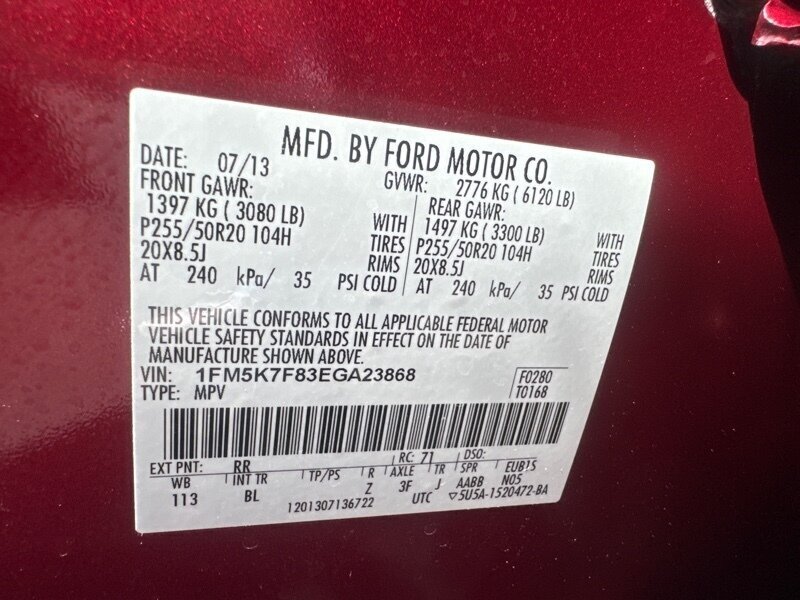 MFD. BY FORD MOTOR CO.
DATE: 07/13 GVWR: 2776 KG ( 6120 LB)
FRONT GAWR: REAR GAWR:
1397 KG ( 3080 LB) WITH 1497 KG ( 3300 LB) WITH
P255/50R20 104H TIRES P255/50R20 104H TIRES
20X8.5J RIMS 20X8.5J RIMS
AT 240 kPa/ 35 PSI COLD AT 240 kPa/ 35 PSI COLD
THIS VEHICLE CONFORMS TO ALL APPLICABLE FEDERAL MOTOR
VEHICLE SAFETY STANDARDS IN EFFECT ON THE DATE OF
MANUFACTURE SHOWN ABOVE.
VIN: 1FM5K7F83EGA23868 F0280
TYPE: MPV T0168
EXT PNT: RR RC: 71 DSO:
WB INT TR TP/PS R AXLE TR SPR EUB15
113 BL Z 3F J AABB N05
1201307136722 UTC ▽5U5A-1520472-BA